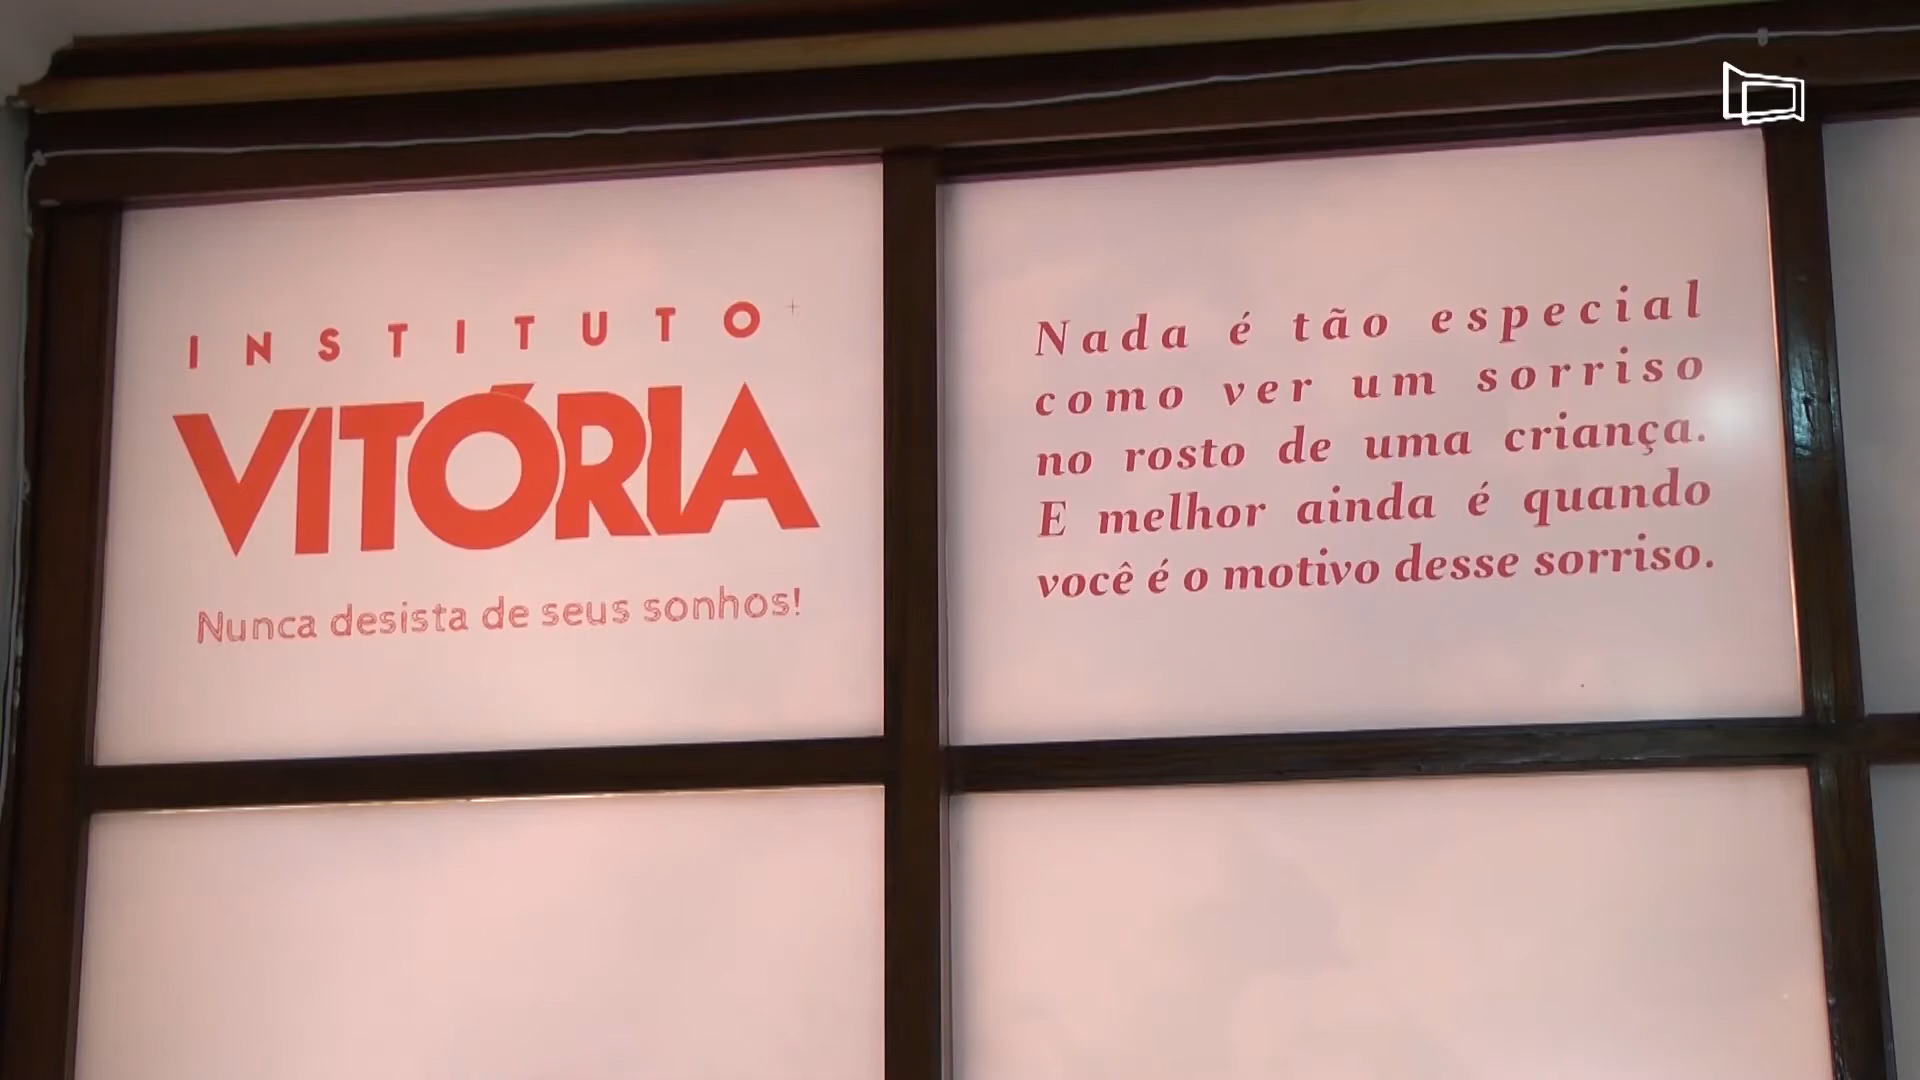 INSTITUTO
VITÓRIA
Nunca desista de seus sonhos!
Nada é tão especial
como ver um sorriso
no rosto de uma criança.
E melhor ainda é quando
você é o motivo desse sorriso.